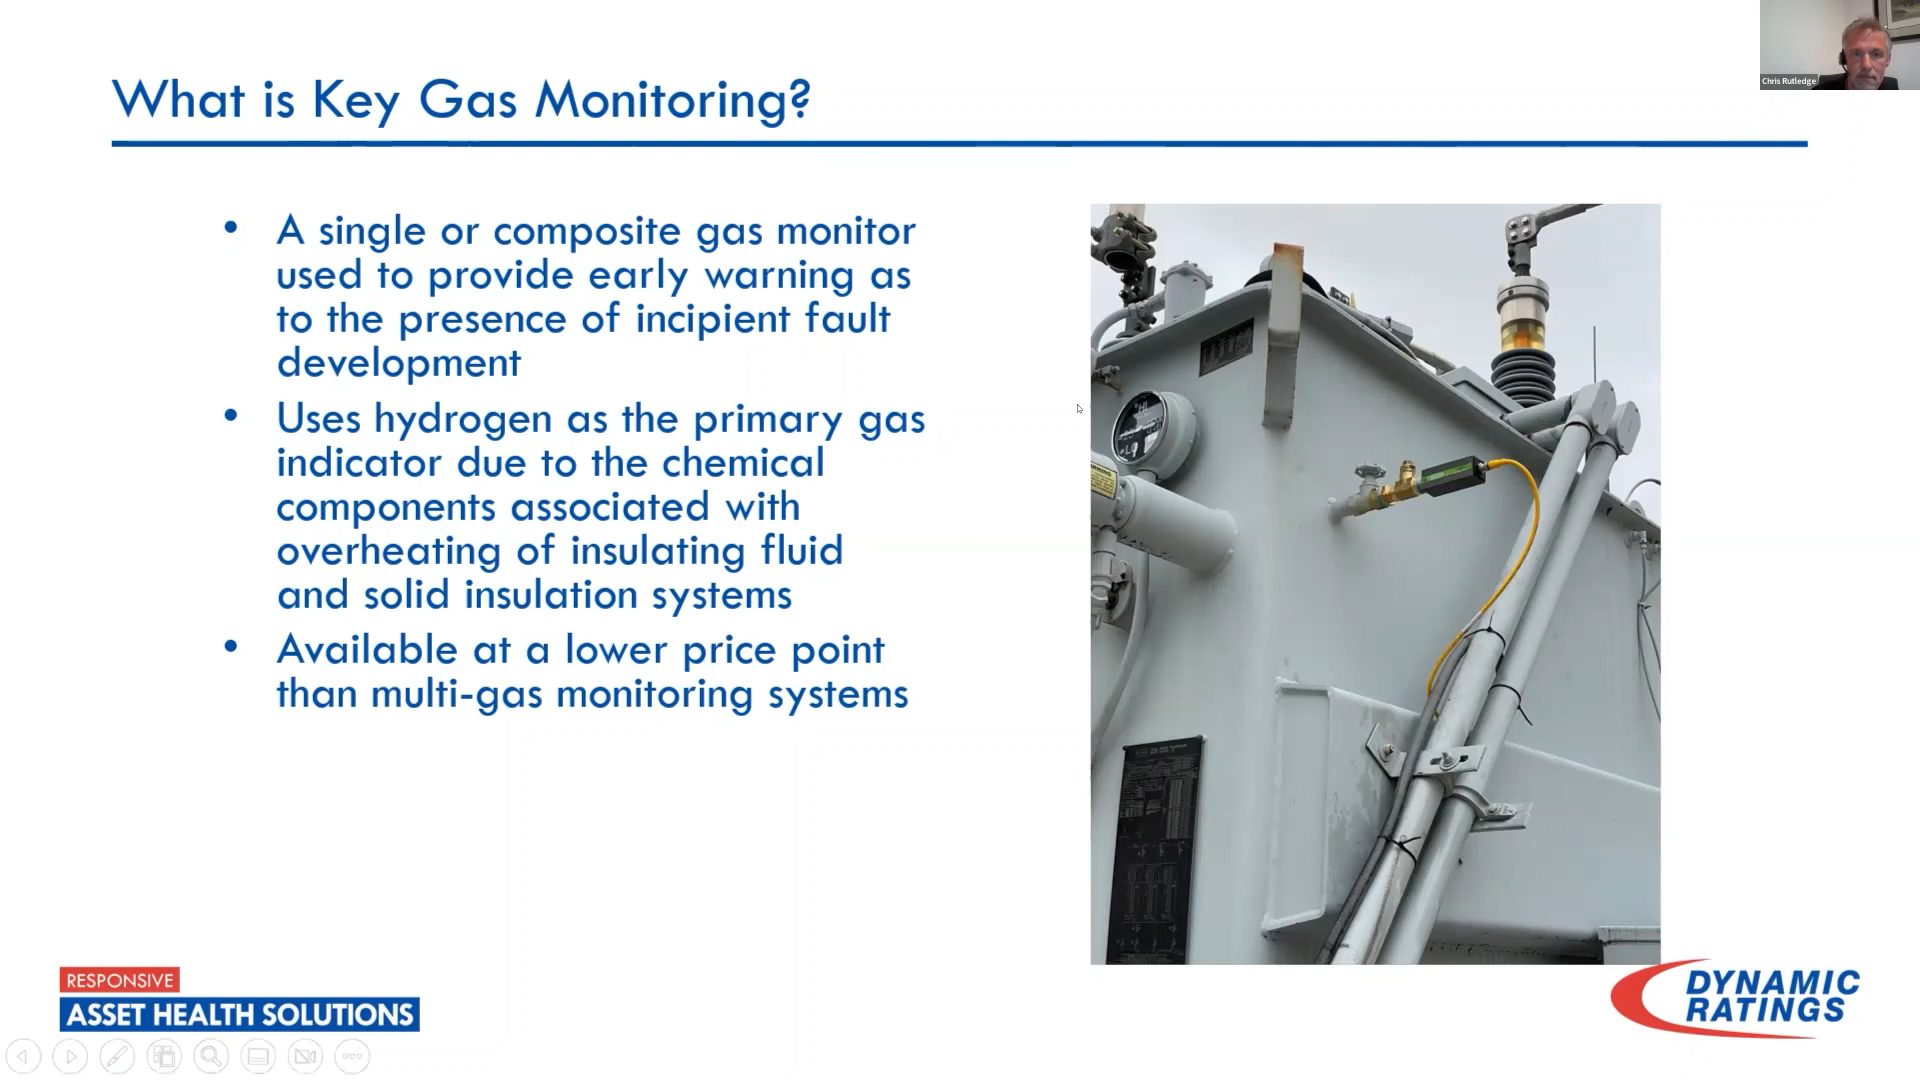 Chris Rutledge
What is Key Gas Monitoring?
• A single or composite gas monitor
used to provide early warning as
to the presence of incipient fault
development
• Uses hydrogen as the primary gas
indicator due to the chemical
components associated with
overheating of insulating fluid
and solid insulation systems
• Available at a lower price point
than multi-gas monitoring systems
HI
LO
WARNING
RESPONSIVE
ASSET HEALTH SOLUTIONS
DYNAMIC
RATINGS